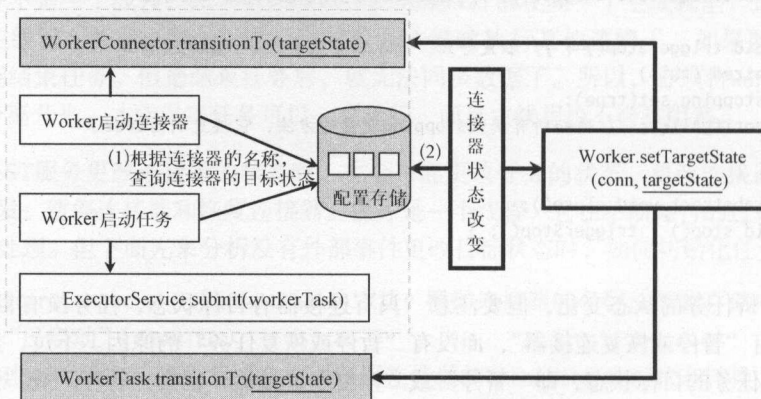 WorkerConnector.transitionTo(targetState)
Worker启动连接器
(1)根据连接器的名称，
查询连接器的目标状态
配置存储
(2)
连接器状态改变
Worker.setTargetState
(conn, targetState)
Worker启动任务
ExecutorService.submit(workerTask)
WorkerTask.transitionTo(targetState)